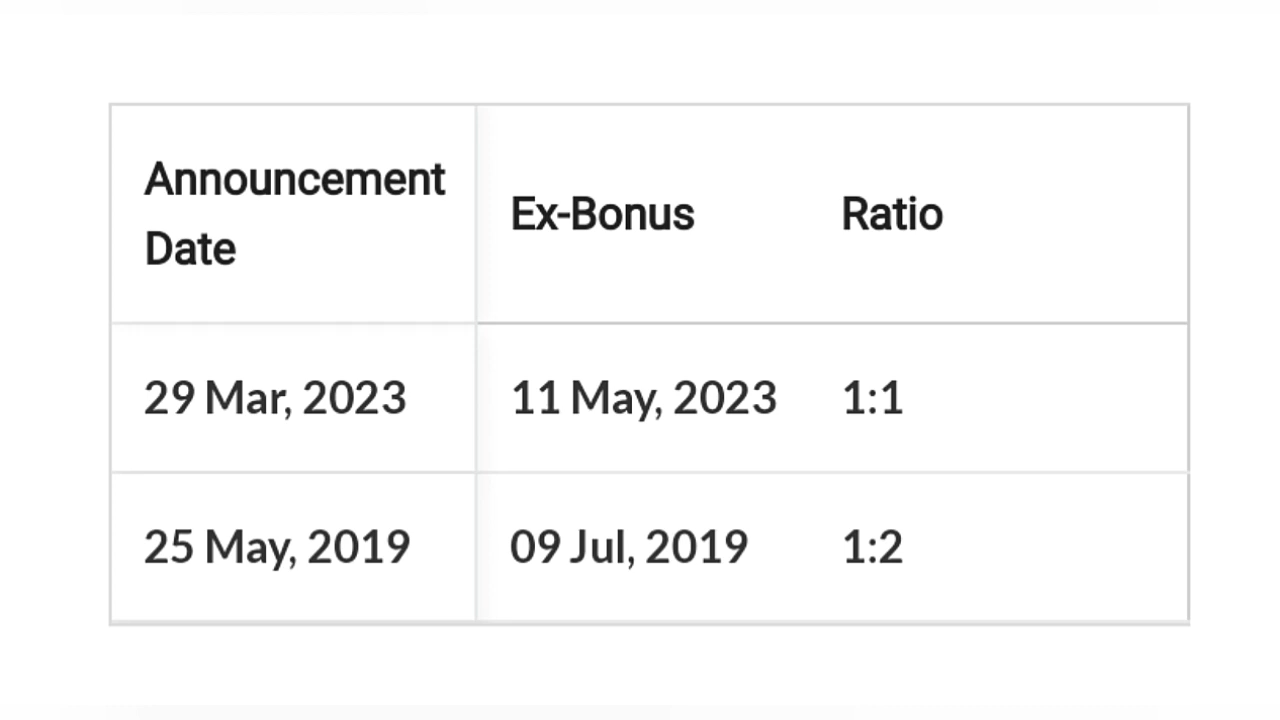 Announcement
Date
Ex-Bonus
Ratio
29 Mar, 2023
11 May, 2023
1:1
25 May, 2019
09 Jul, 2019
1:2